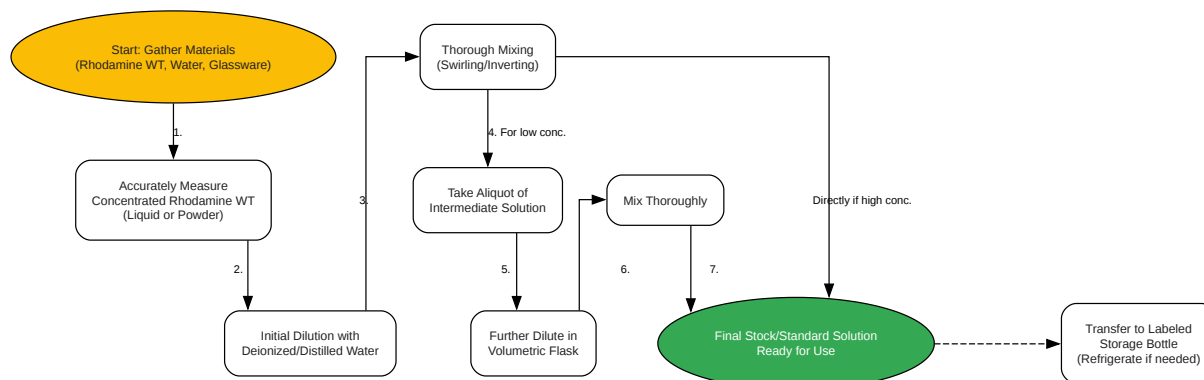 Start: Gather Materials
(Rhodamine WT, Water, Glassware)
1.
Accurately Measure
Concentrated Rhodamine WT
(Liquid or Powder)
2.
Initial Dilution with
Deionized/Distilled Water
3.
Thorough Mixing
(Swirling/Inverting)
4. For low conc.
Take Aliquot of
Intermediate Solution
5.
Further Dilute in
Volumetric Flask
6.
Mix Thoroughly
7.
Directly if high conc.
Final Stock/Standard Solution
Ready for Use
Transfer to Labeled
Storage Bottle
(Refrigerate if needed)